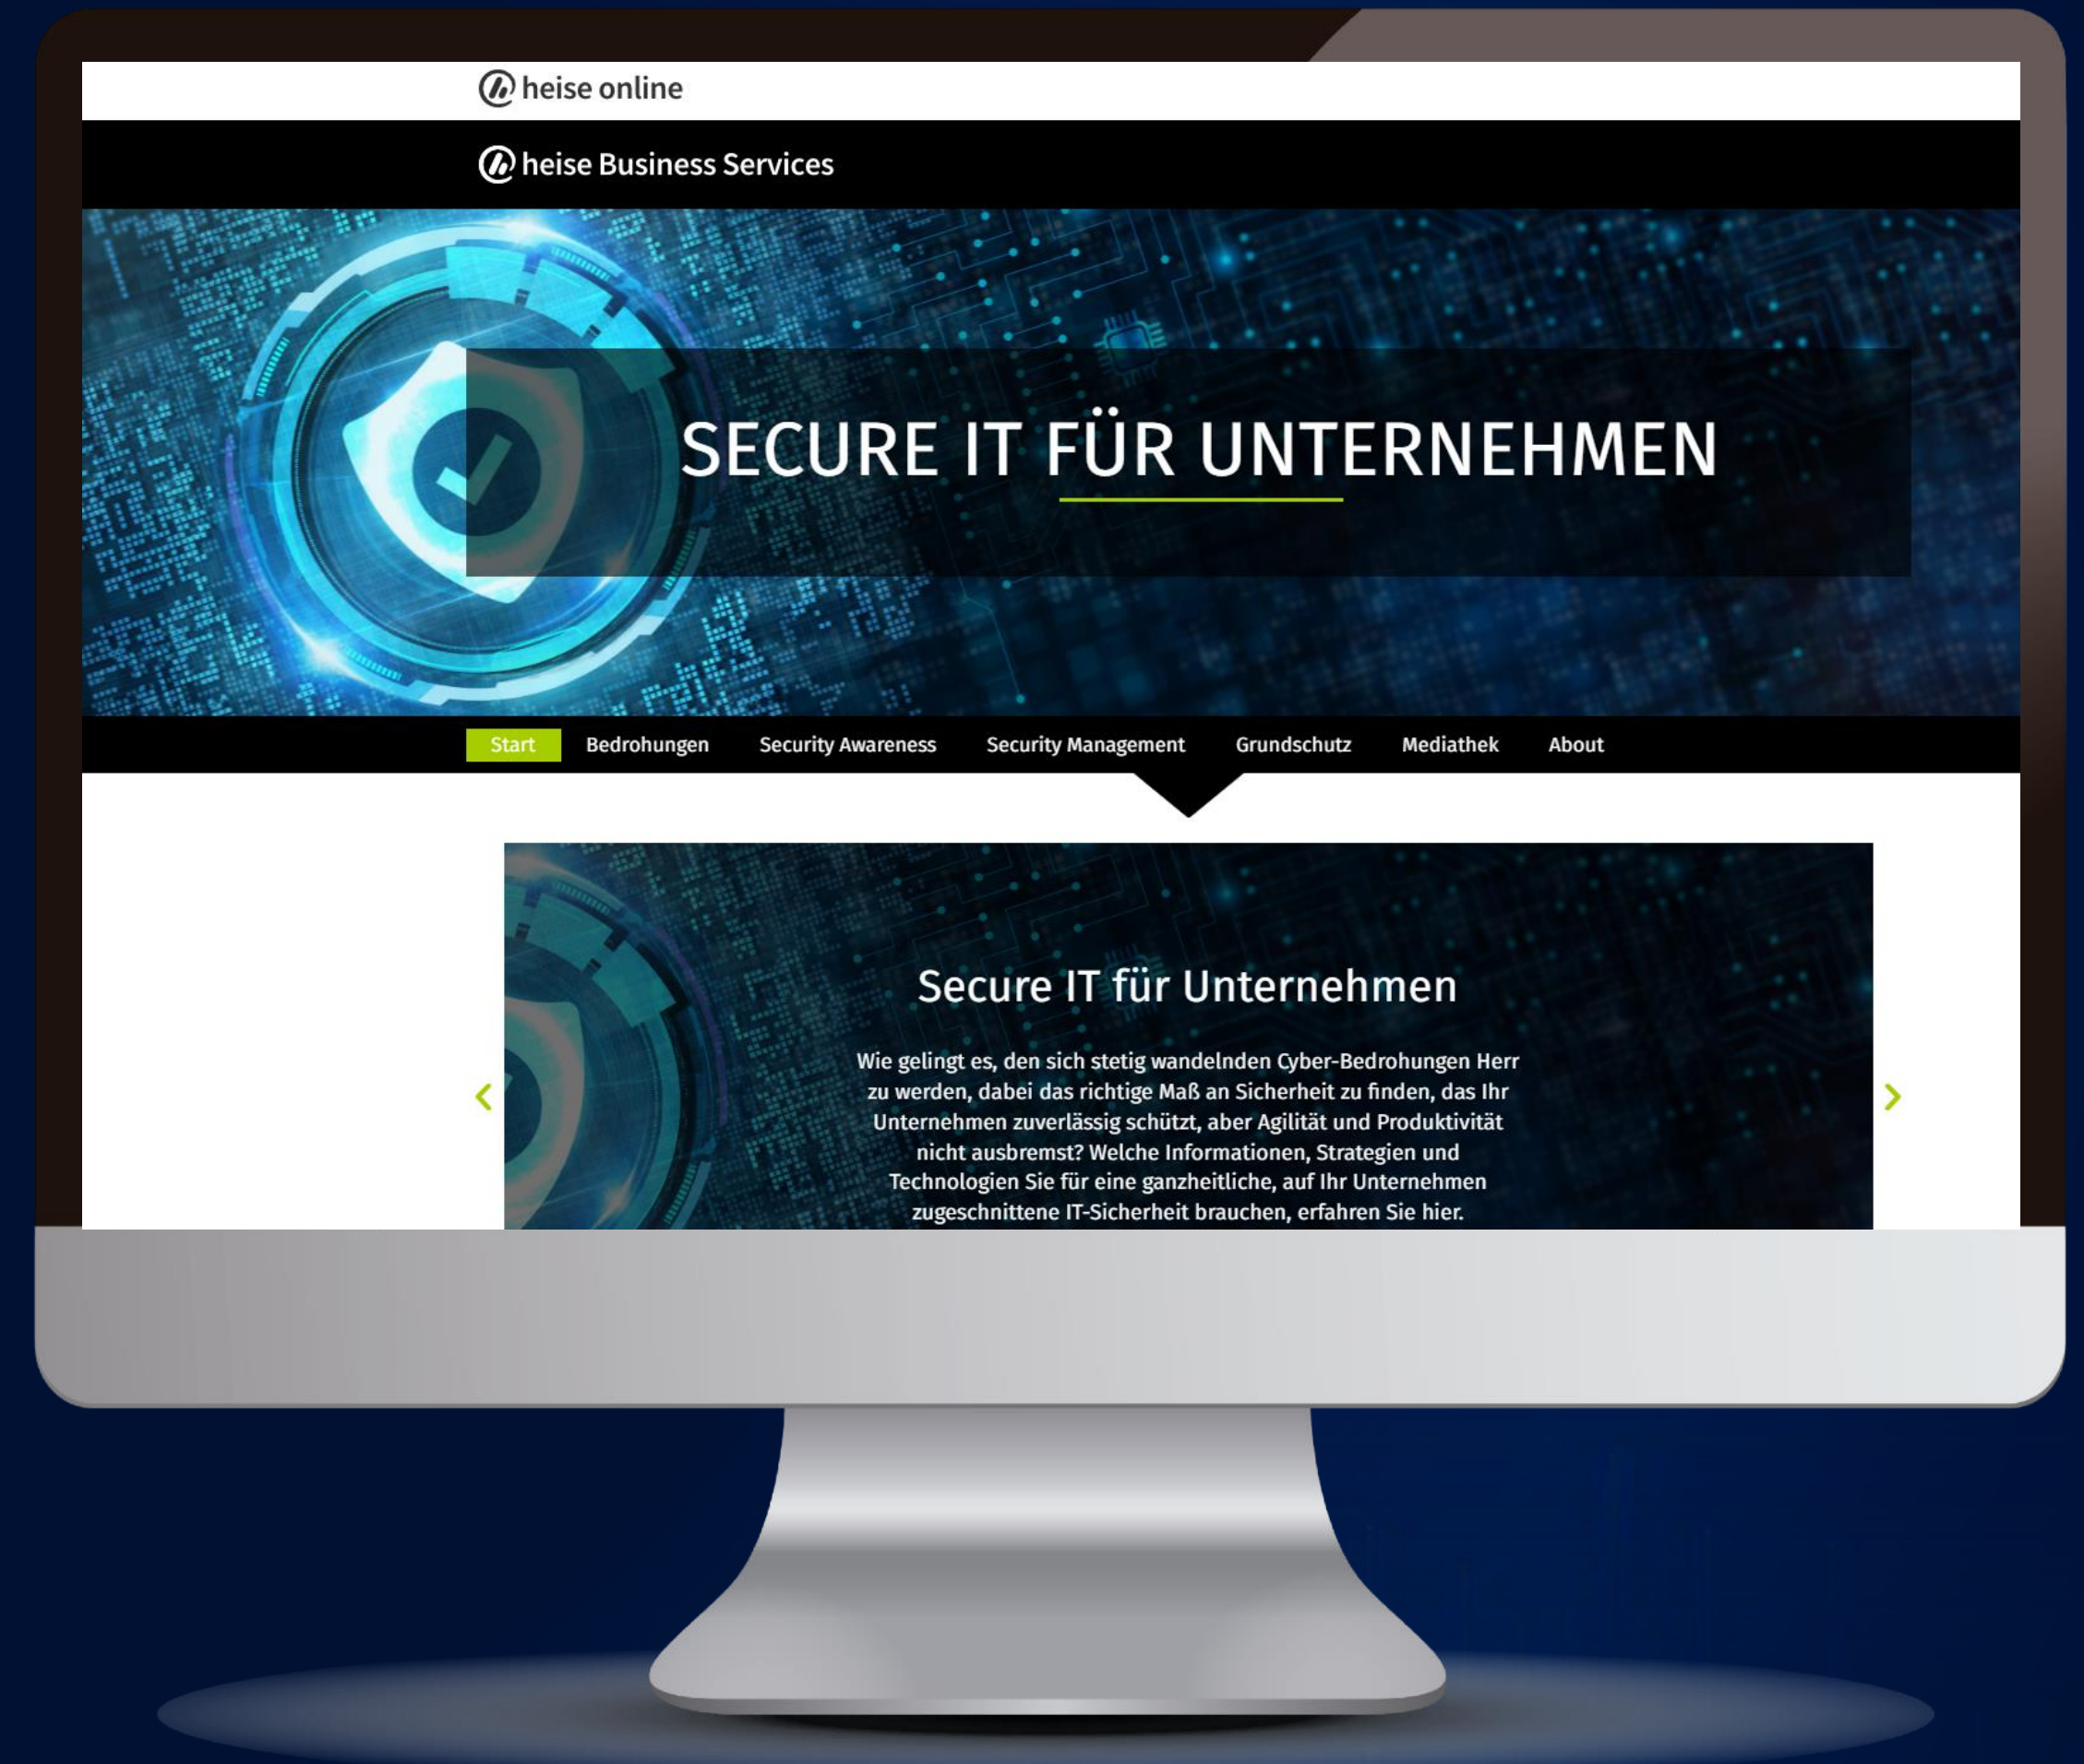 heise online
heise Business Services
SECURE IT FÜR UNTERNEHMEN
Start Bedrohungen Security Awareness Security Management Grundschutz Mediathek About
Secure IT für Unternehmen
Wie gelingt es, den sich stetig wandelnden Cyber-Bedrohungen Herr
zu werden, dabei das richtige Maß an Sicherheit zu finden, das Ihr
Unternehmen zuverlässig schützt, aber Agilität und Produktivität
nicht ausbremst? Welche Informationen, Strategien und
Technologien Sie für eine ganzheitliche, auf Ihr Unternehmen
zugeschnittene IT-Sicherheit brauchen, erfahren Sie hier.